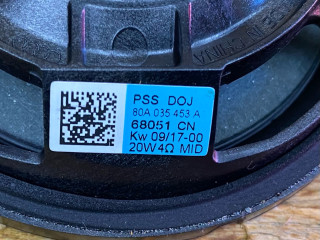 PSS DOJ
80A 035 453 A
68051 CN
Kw 09/17-00
20W4Ω MID